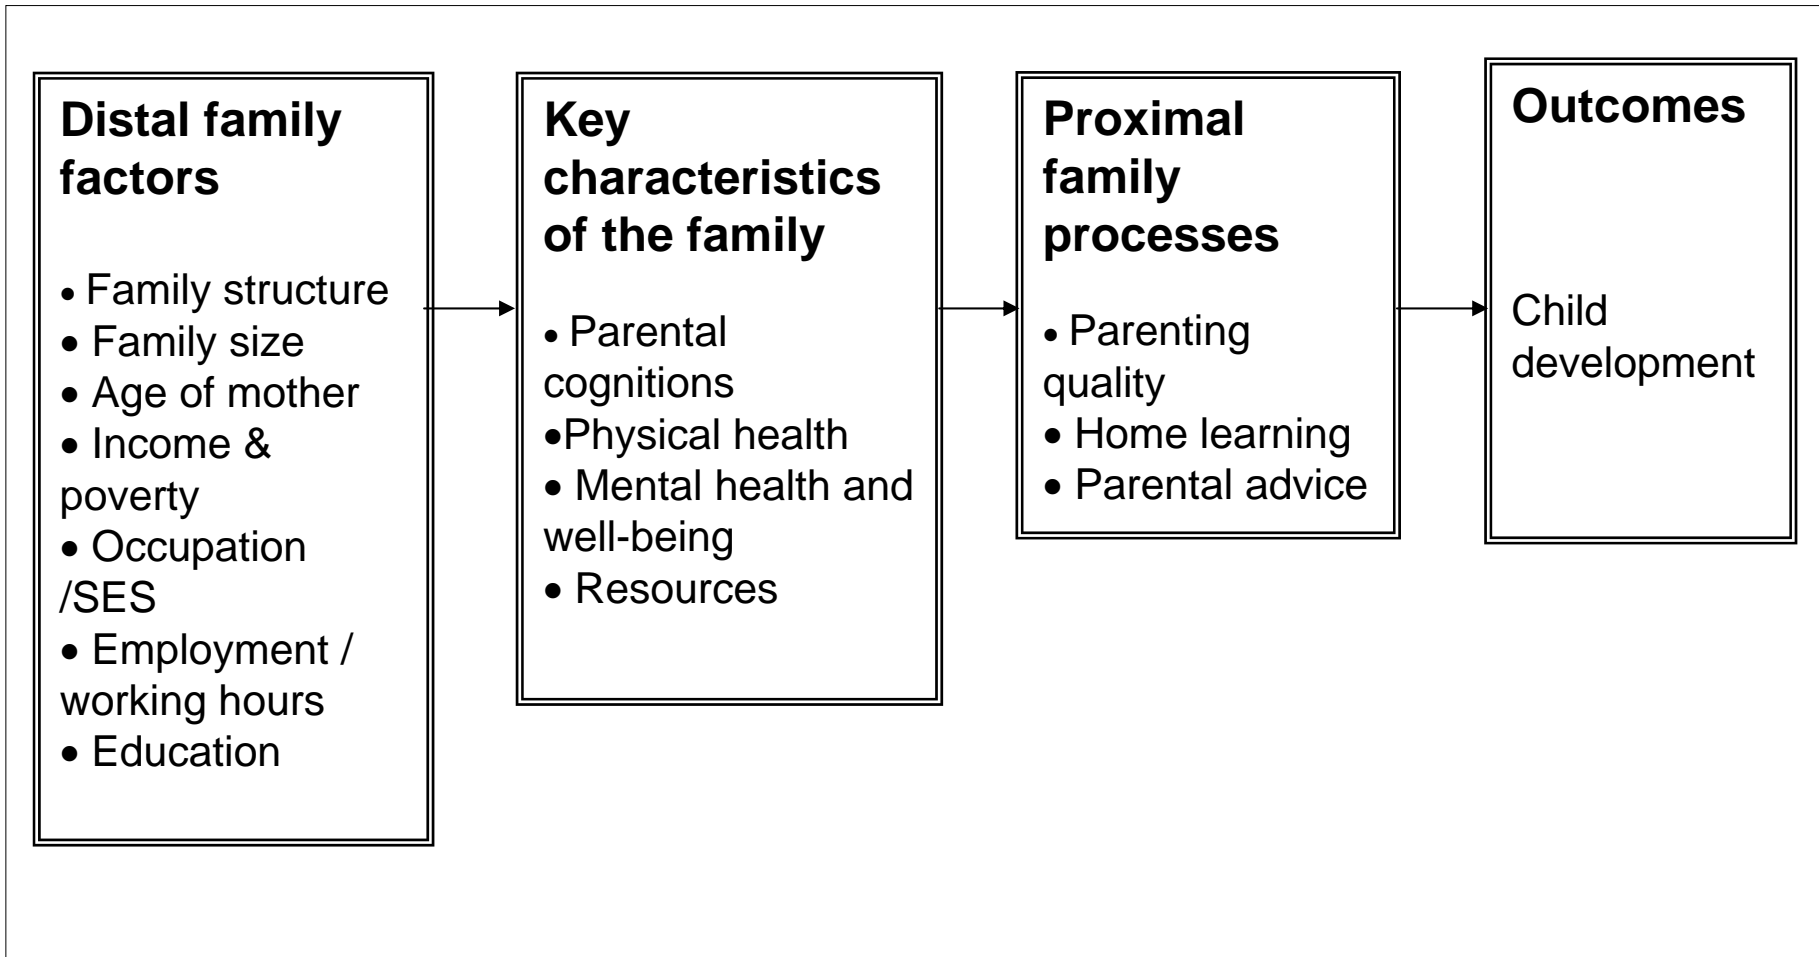 Distal family
factors
• Family structure
• Family size
• Age of mother
• Income &
poverty
• Occupation
/SES
• Employment /
working hours
• Education
Key
characteristics
of the family
• Parental
cognitions
•Physical health
• Mental health and
well-being
• Resources
Proximal
family
processes
• Parenting
quality
• Home learning
• Parental advice
Outcomes
Child
development